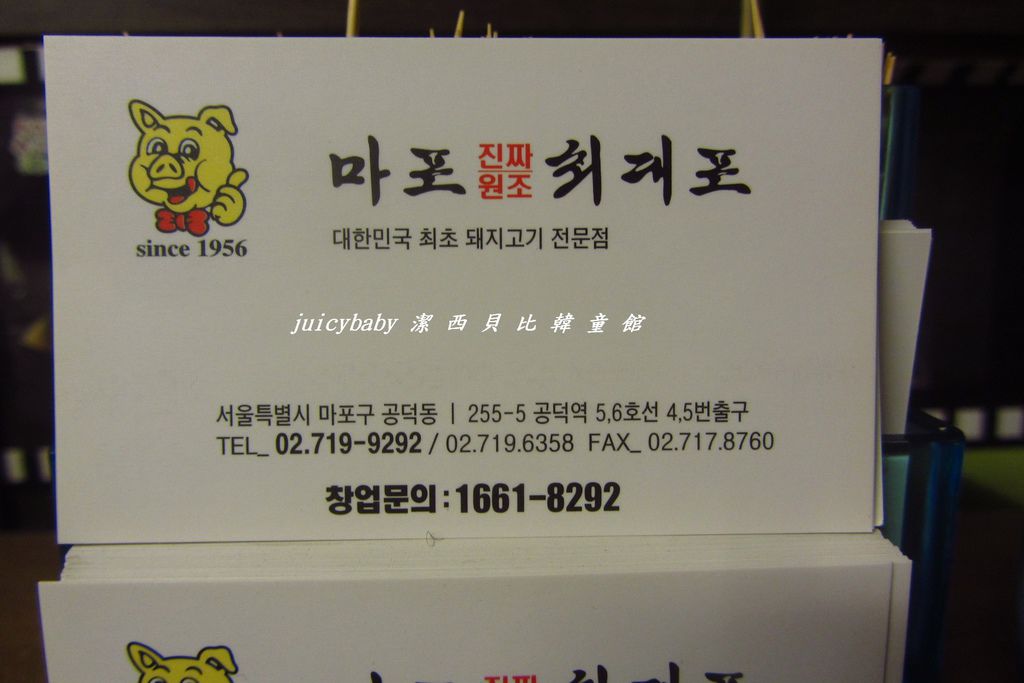 마포 진짜 원조 최대포
since 1956
대한민국 최초 돼지고기 전문점
juicybaby 潔西貝比韓童館
서울특별시 마포구 공덕동 | 255-5 공덕역 5,6호선 4,5번출구
TEL_ 02.719-9292 / 02.719.6358 FAX_ 02.717.8760
창업문의:1661-8292